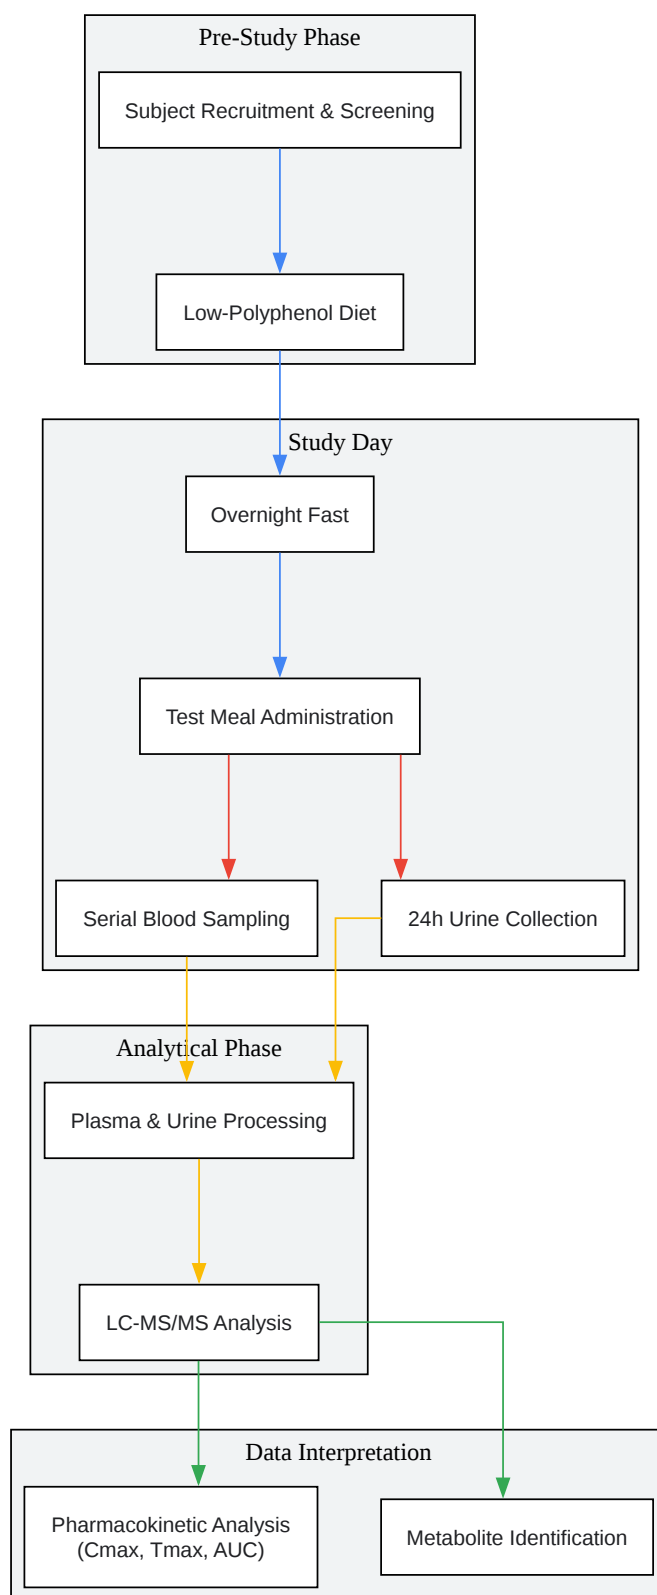 Pre-Study Phase
Subject Recruitment & Screening
Low-Polyphenol Diet
Study Day
Overnight Fast
Test Meal Administration
Serial Blood Sampling
24h Urine Collection
Analytical Phase
Plasma & Urine Processing
LC-MS/MS Analysis
Data Interpretation
Pharmacokinetic Analysis
(Cmax, Tmax, AUC)
Metabolite Identification